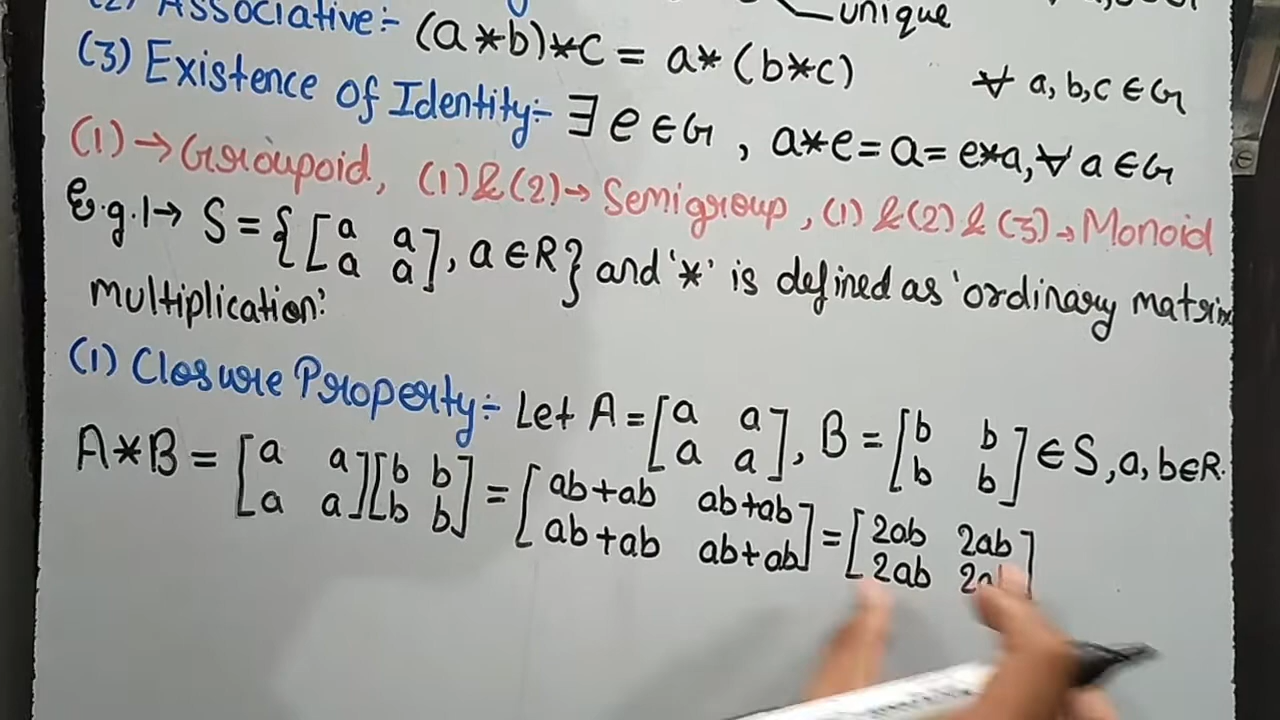 (2) Associative:- (a*b)*c = a*(b*c) ∀ a,b,c ∈ G
unique
(3) Existence of Identity:- ∃ e ∈ G, a*e = a = e*a, ∀ a ∈ G
(1) → Groupoid, (1) & (2) → Semigroup, (1) & (2) & (3) → Monoid
E.g.1 → S = {[a a; a a], a ∈ R} and '*' is defined as 'ordinary matrix
multiplication'
(1) Closure Property:- Let A = [a a; a a], B = [b b; b b] ∈ S, a, b ∈ R.
A*B = [a a; a a][b b; b b] = [ab+ab ab+ab; ab+ab ab+ab] = [2ab 2ab; 2ab 2a]